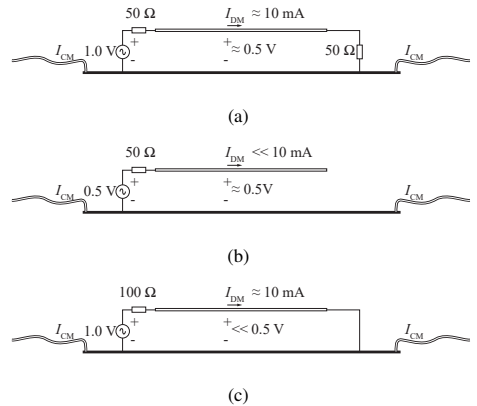 50 Ω I_DM ≈ 10 mA
I_CM 1.0 V + - + ≈ 0.5 V - 50 Ω I_CM
(a)
50 Ω I_DM << 10 mA
I_CM 0.5 V + - + ≈ 0.5V - I_CM
(b)
100 Ω I_DM ≈ 10 mA
I_CM 1.0 V + - + << 0.5 V - I_CM
(c)